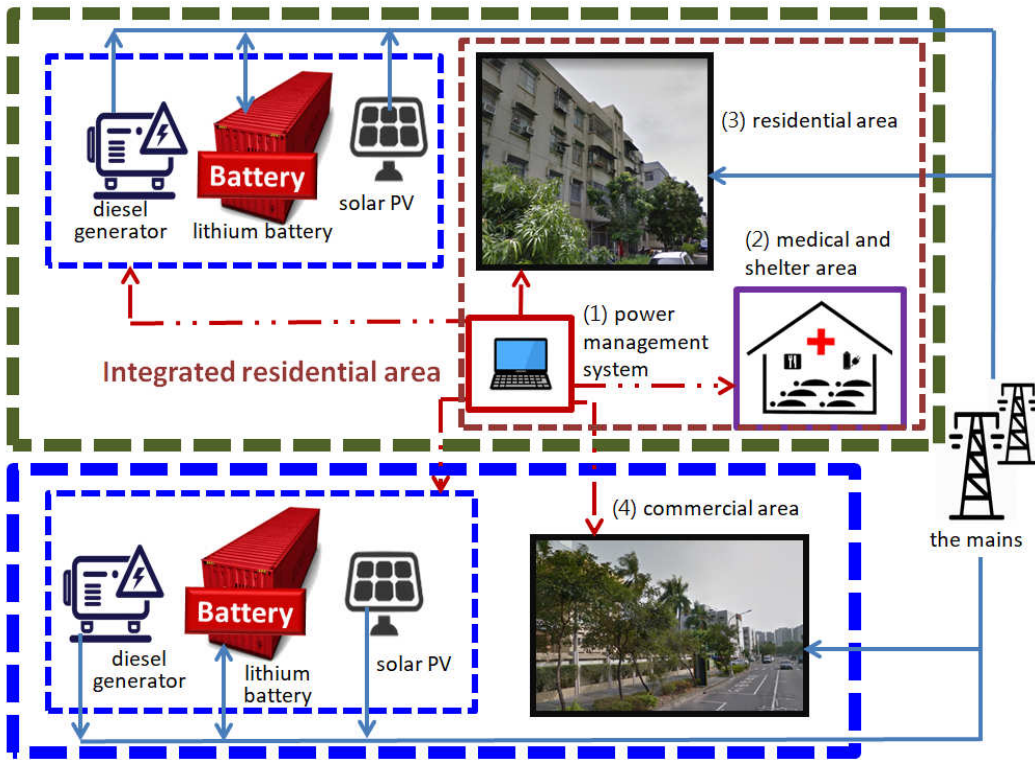 (3) residential area
Battery
solar PV
diesel
generator
lithium battery
(2) medical and
shelter area
(1) power
management
system
Integrated residential area
(4) commercial area
the mains
Battery
diesel
generator
lithium
battery
solar PV